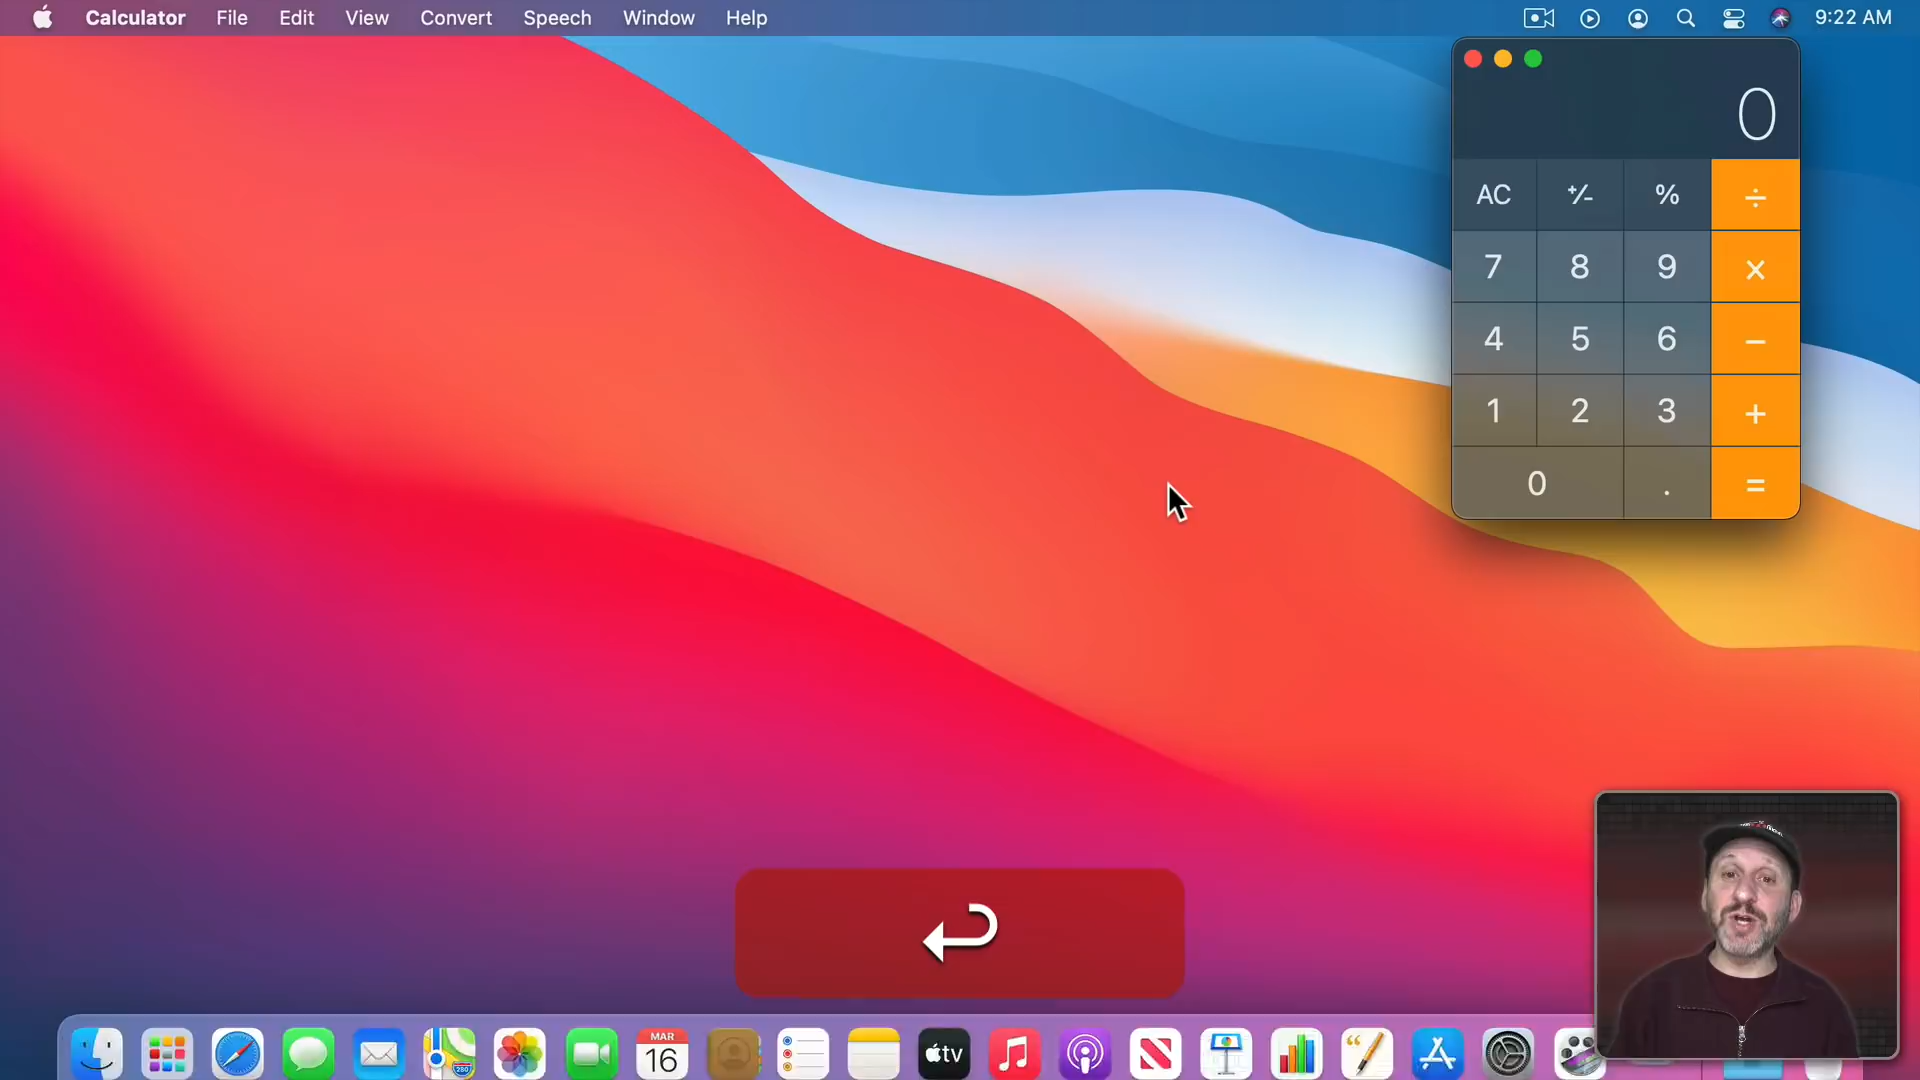 Calculator File Edit View Convert Speech Window Help 9:22 AM
0
AC +/- % ÷
7 8 9 ×
4 5 6 −
1 2 3 +
0 . =
MAR
16
tv
280